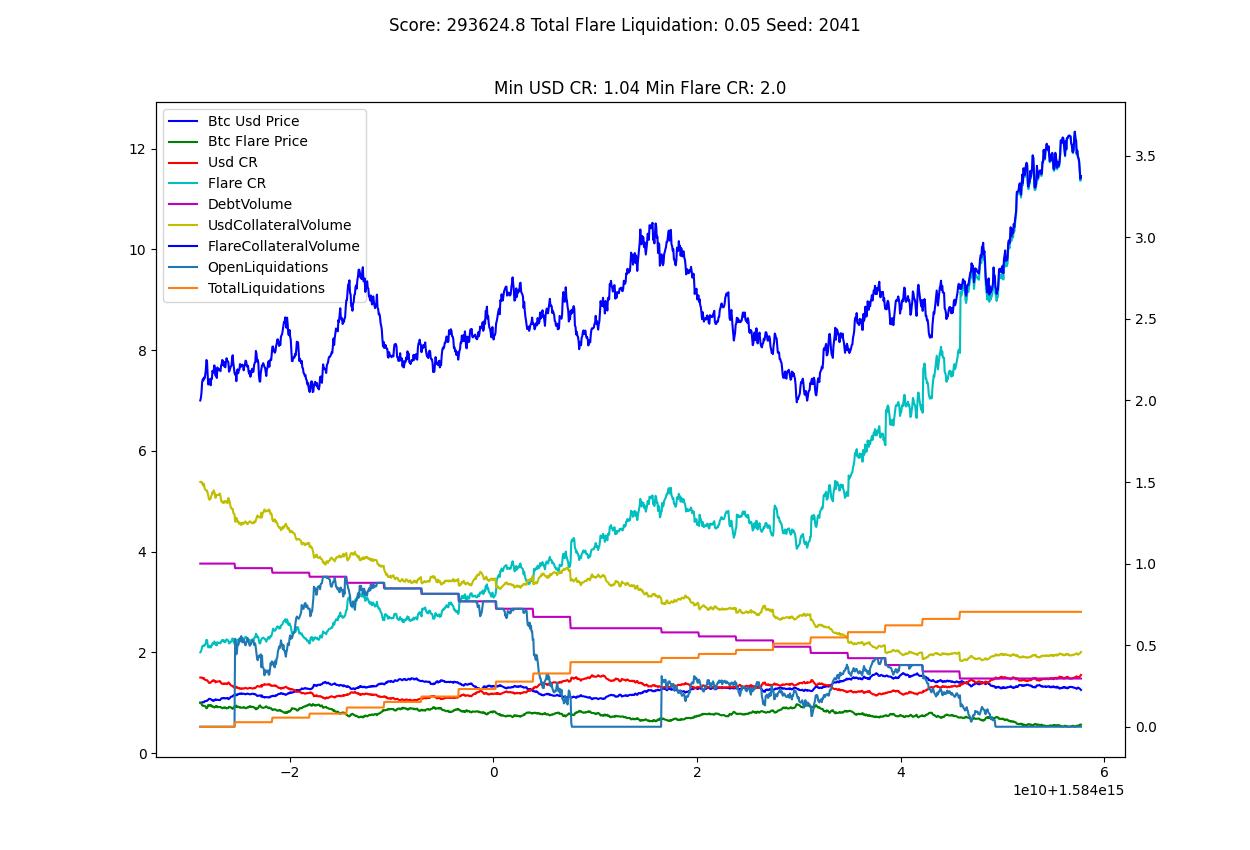 Score: 293624.8 Total Flare Liquidation: 0.05 Seed: 2041
Min USD CR: 1.04 Min Flare CR: 2.0
Btc Usd Price
Btc Flare Price
Usd CR
Flare CR
DebtVolume
UsdCollateralVolume
FlareCollateralVolume
OpenLiquidations
TotalLiquidations
12
10
8
6
4
2
0
3.5
3.0
2.5
2.0
1.5
1.0
0.5
0.0
−2 0 2 4 6
1e10+1.584e15